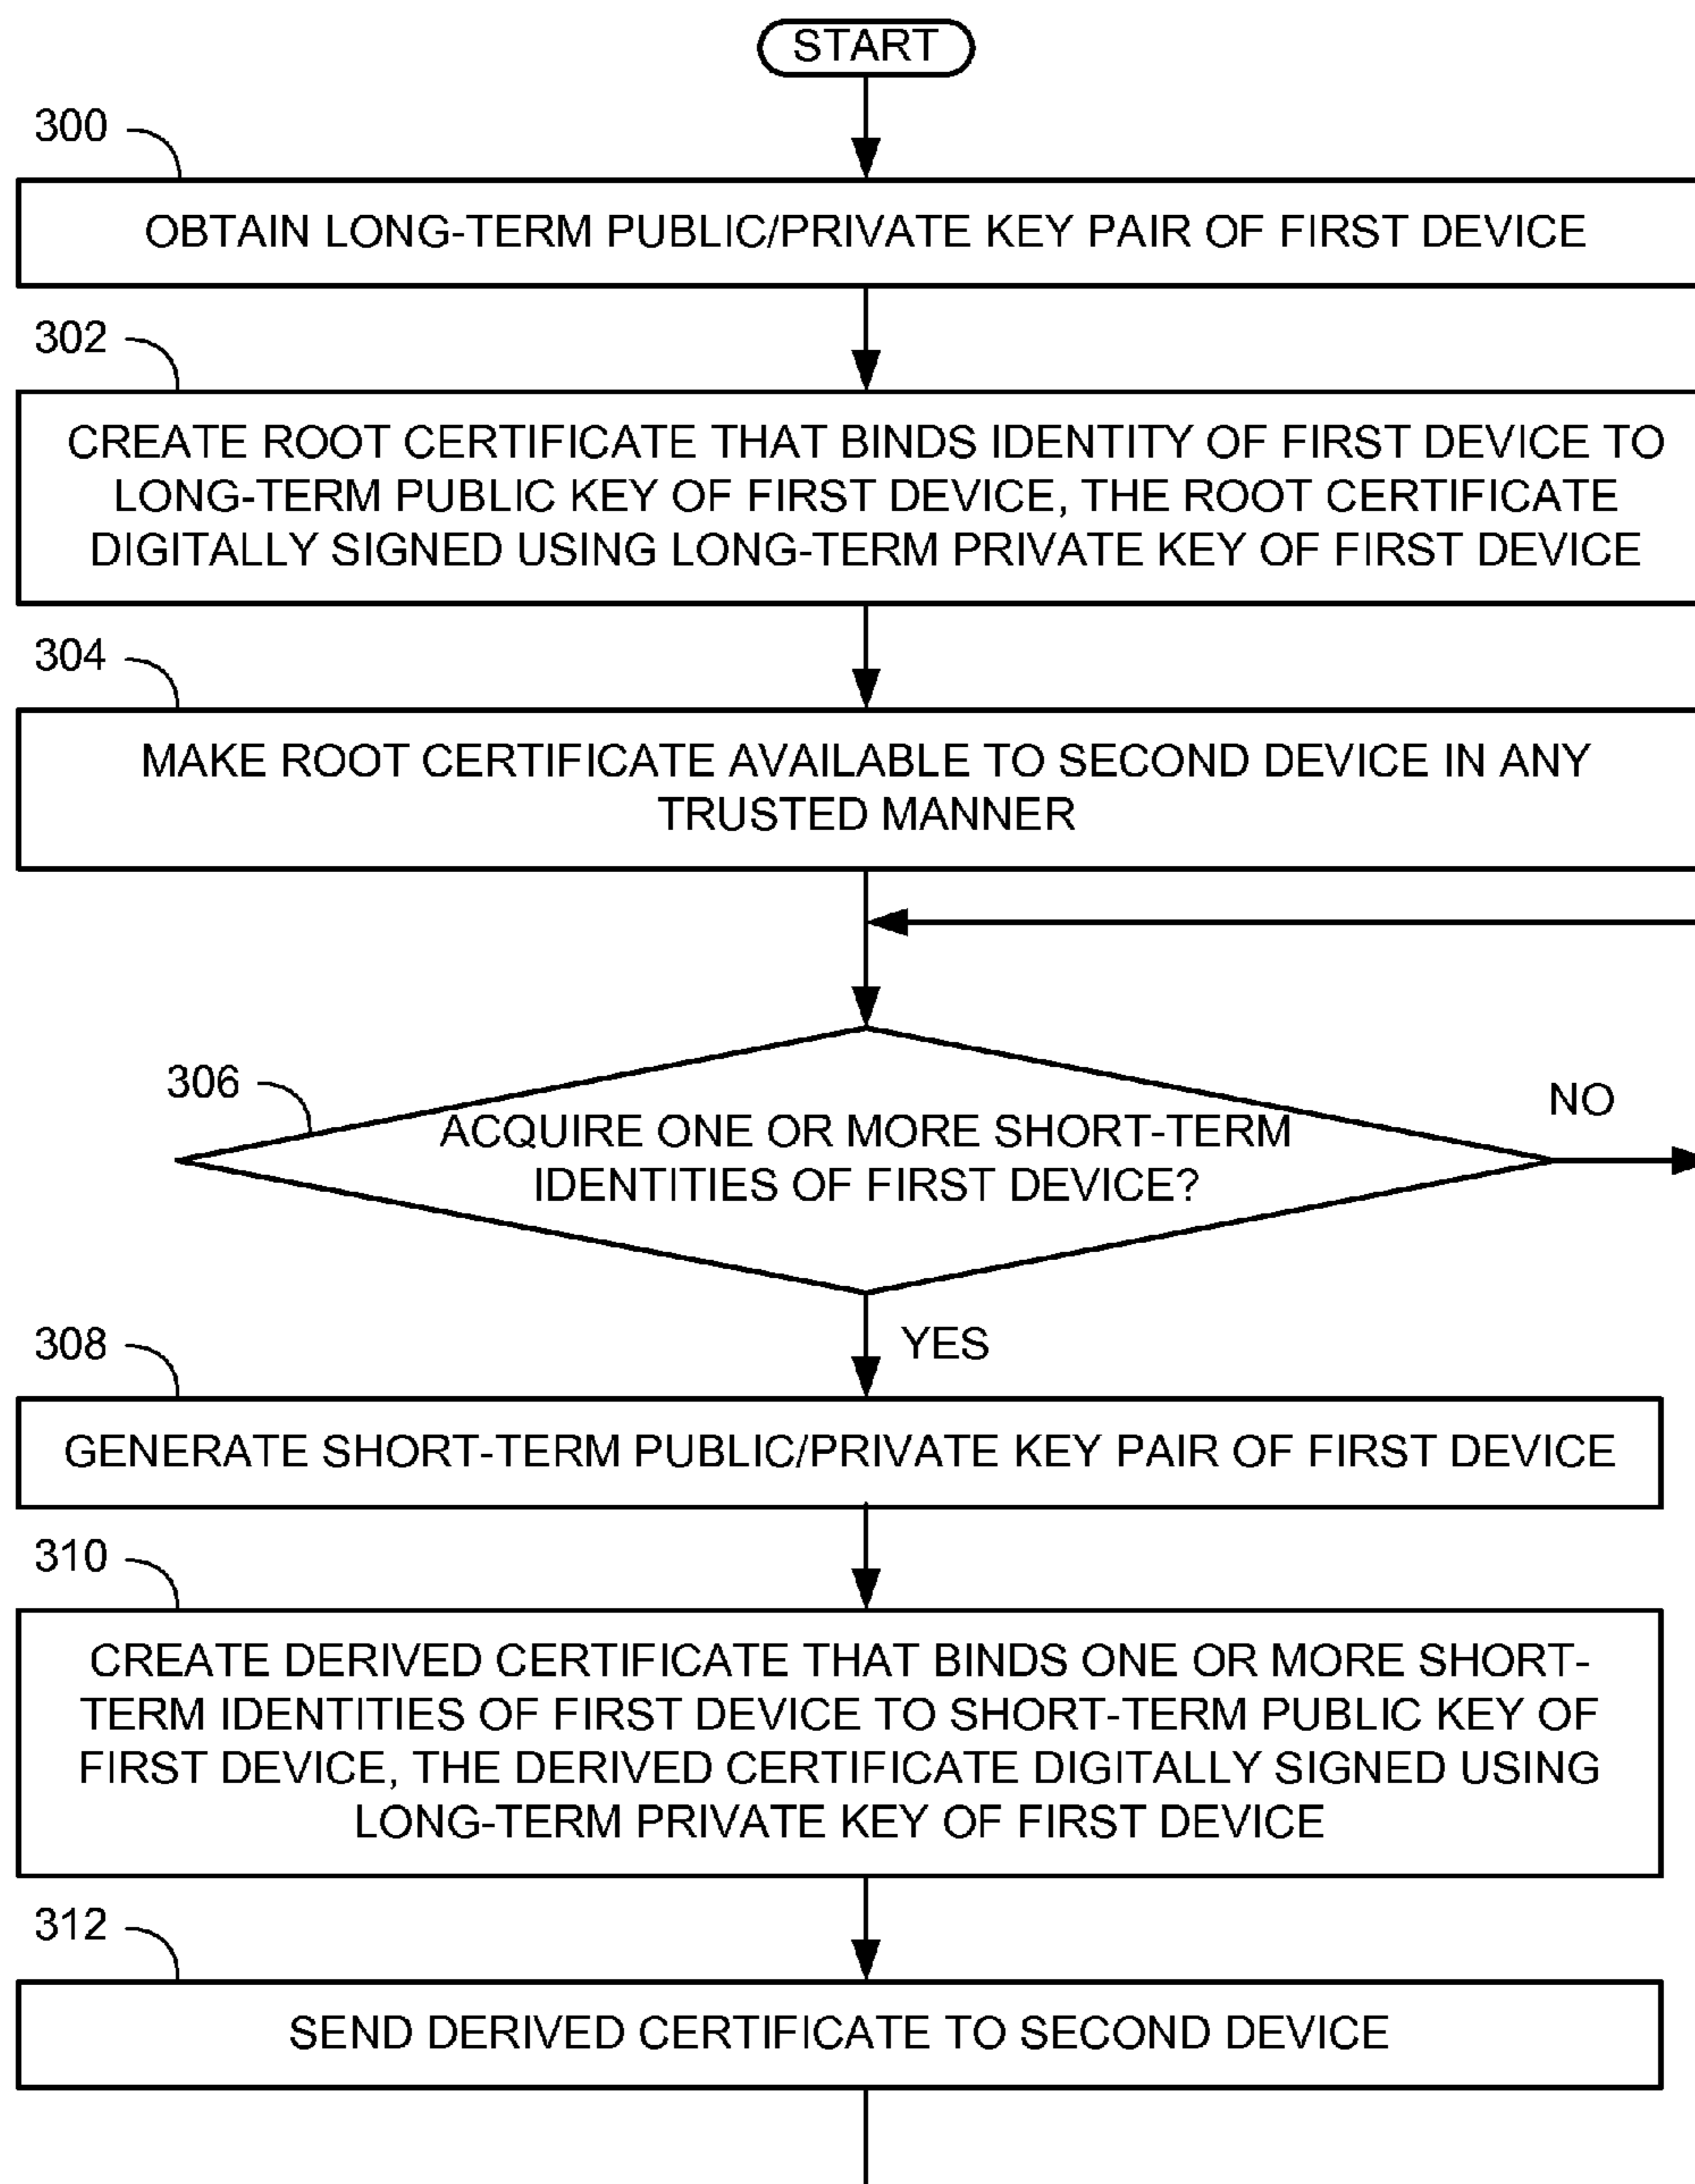 START
300
OBTAIN LONG-TERM PUBLIC/PRIVATE KEY PAIR OF FIRST DEVICE
302
CREATE ROOT CERTIFICATE THAT BINDS IDENTITY OF FIRST DEVICE TO
LONG-TERM PUBLIC KEY OF FIRST DEVICE, THE ROOT CERTIFICATE
DIGITALLY SIGNED USING LONG-TERM PRIVATE KEY OF FIRST DEVICE
304
MAKE ROOT CERTIFICATE AVAILABLE TO SECOND DEVICE IN ANY
TRUSTED MANNER
306
ACQUIRE ONE OR MORE SHORT-TERM
IDENTITIES OF FIRST DEVICE?
NO
YES
308
GENERATE SHORT-TERM PUBLIC/PRIVATE KEY PAIR OF FIRST DEVICE
310
CREATE DERIVED CERTIFICATE THAT BINDS ONE OR MORE SHORT-
TERM IDENTITIES OF FIRST DEVICE TO SHORT-TERM PUBLIC KEY OF
FIRST DEVICE, THE DERIVED CERTIFICATE DIGITALLY SIGNED USING
LONG-TERM PRIVATE KEY OF FIRST DEVICE
312
SEND DERIVED CERTIFICATE TO SECOND DEVICE